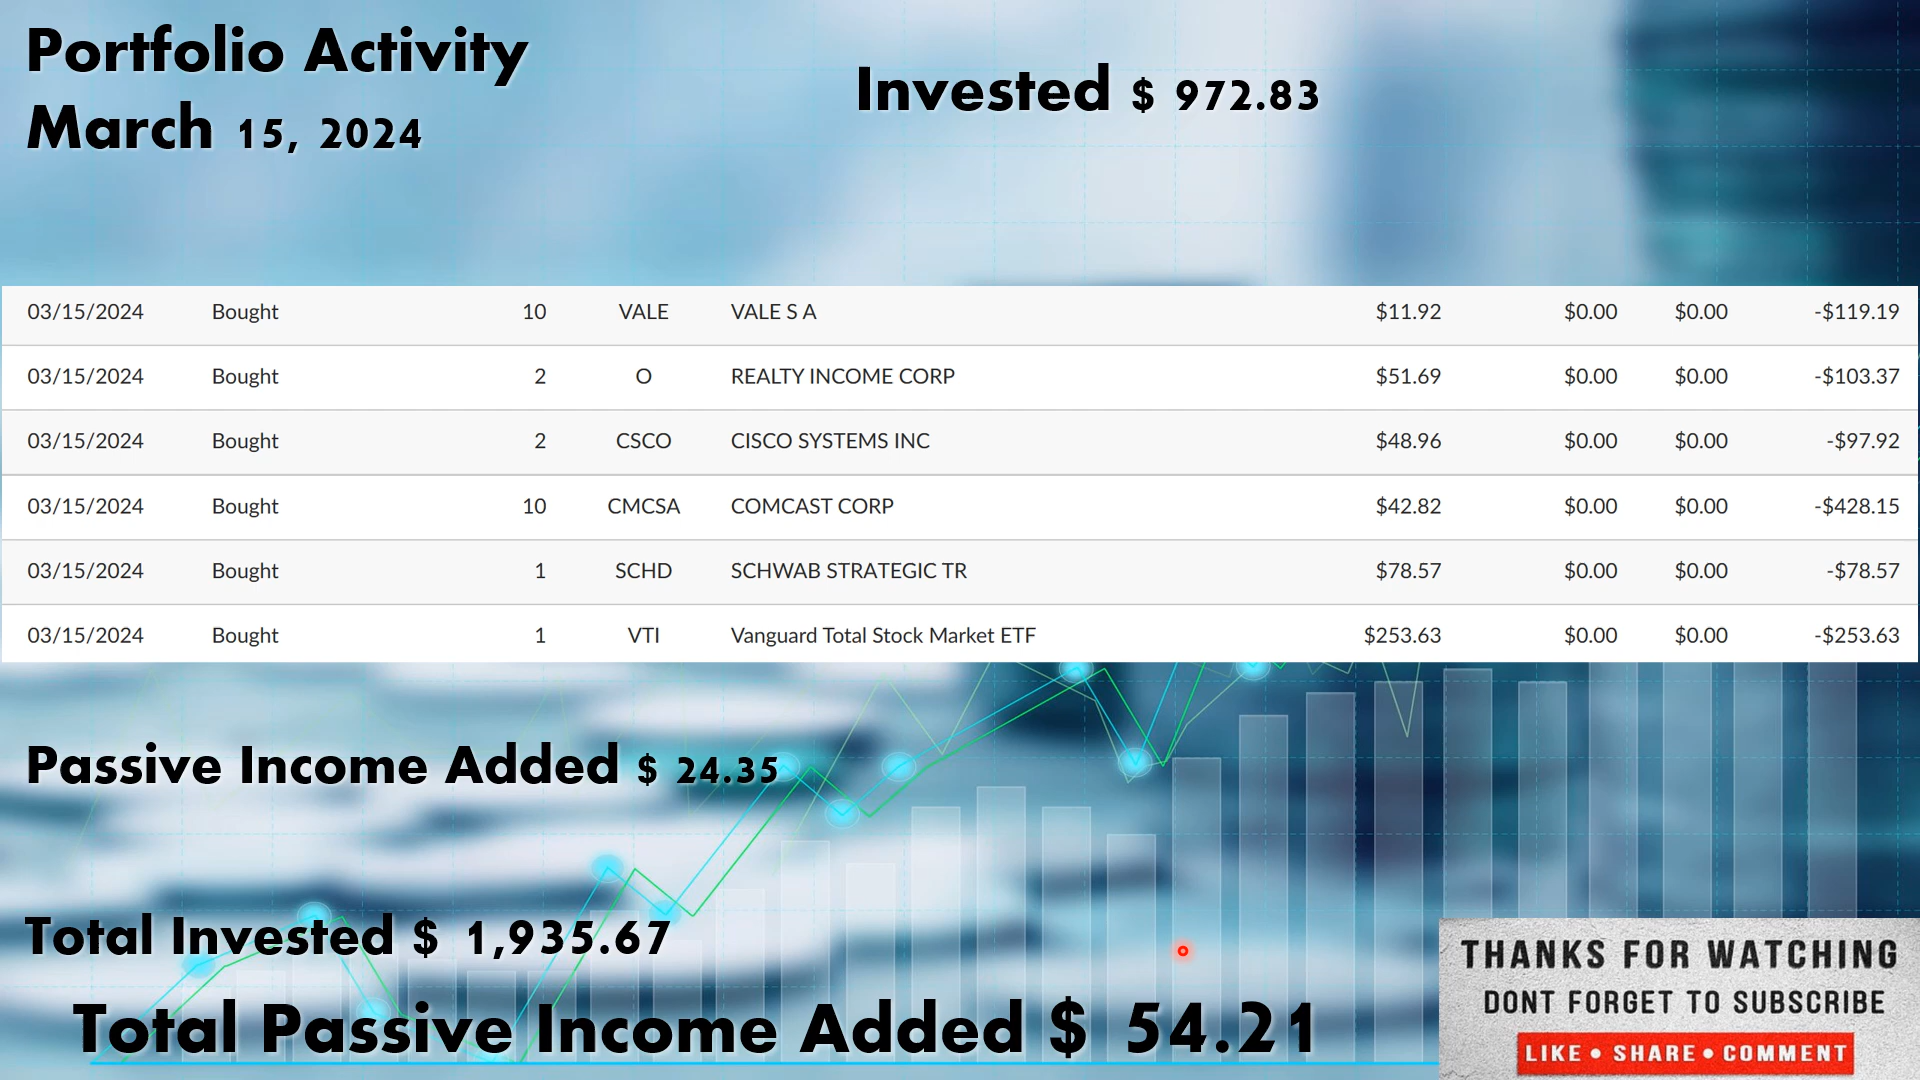 Portfolio Activity
March 15, 2024
Invested $ 972.83
03/15/2024 Bought 10 VALE VALE S A $11.92 $0.00 $0.00 -$119.19
03/15/2024 Bought 2 O REALTY INCOME CORP $51.69 $0.00 $0.00 -$103.37
03/15/2024 Bought 2 CSCO CISCO SYSTEMS INC $48.96 $0.00 $0.00 -$97.92
03/15/2024 Bought 10 CMCSA COMCAST CORP $42.82 $0.00 $0.00 -$428.15
03/15/2024 Bought 1 SCHD SCHWAB STRATEGIC TR $78.57 $0.00 $0.00 -$78.57
03/15/2024 Bought 1 VTI Vanguard Total Stock Market ETF $253.63 $0.00 $0.00 -$253.63
Passive Income Added $ 24.35
Total Invested $ 1,935.67
Total Passive Income Added $ 54.21
THANKS FOR WATCHING
DONT FORGET TO SUBSCRIBE
LIKE • SHARE • COMMENT